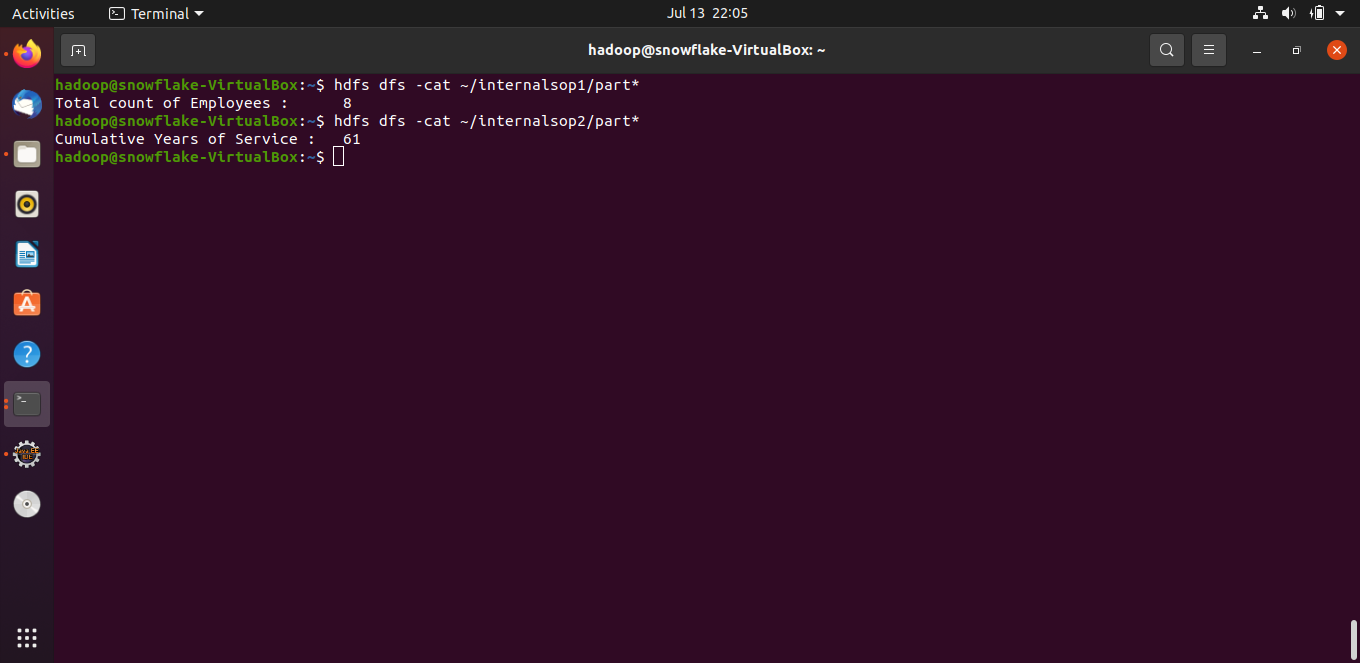 Activities Terminal Jul 13 22:05
hadoop@snowflake-VirtualBox: ~
hadoop@snowflake-VirtualBox:~$ hdfs dfs -cat ~/internalsop1/part*
Total count of Employees :      8
hadoop@snowflake-VirtualBox:~$ hdfs dfs -cat ~/internalsop2/part*
Cumulative Years of Service :   61
hadoop@snowflake-VirtualBox:~$